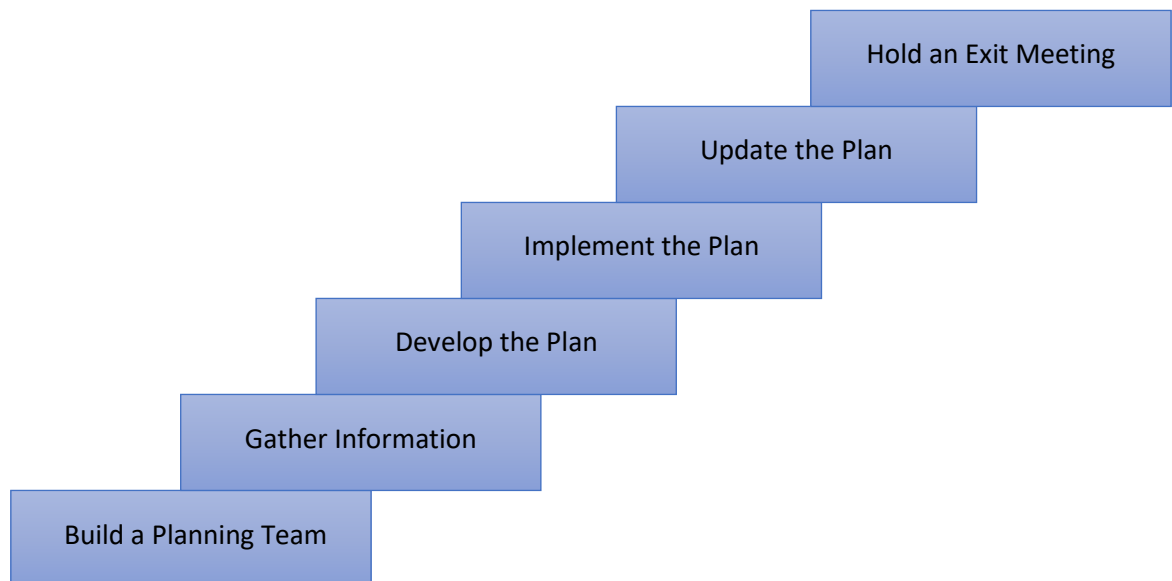 Hold an Exit Meeting
Update the Plan
Implement the Plan
Develop the Plan
Gather Information
Build a Planning Team